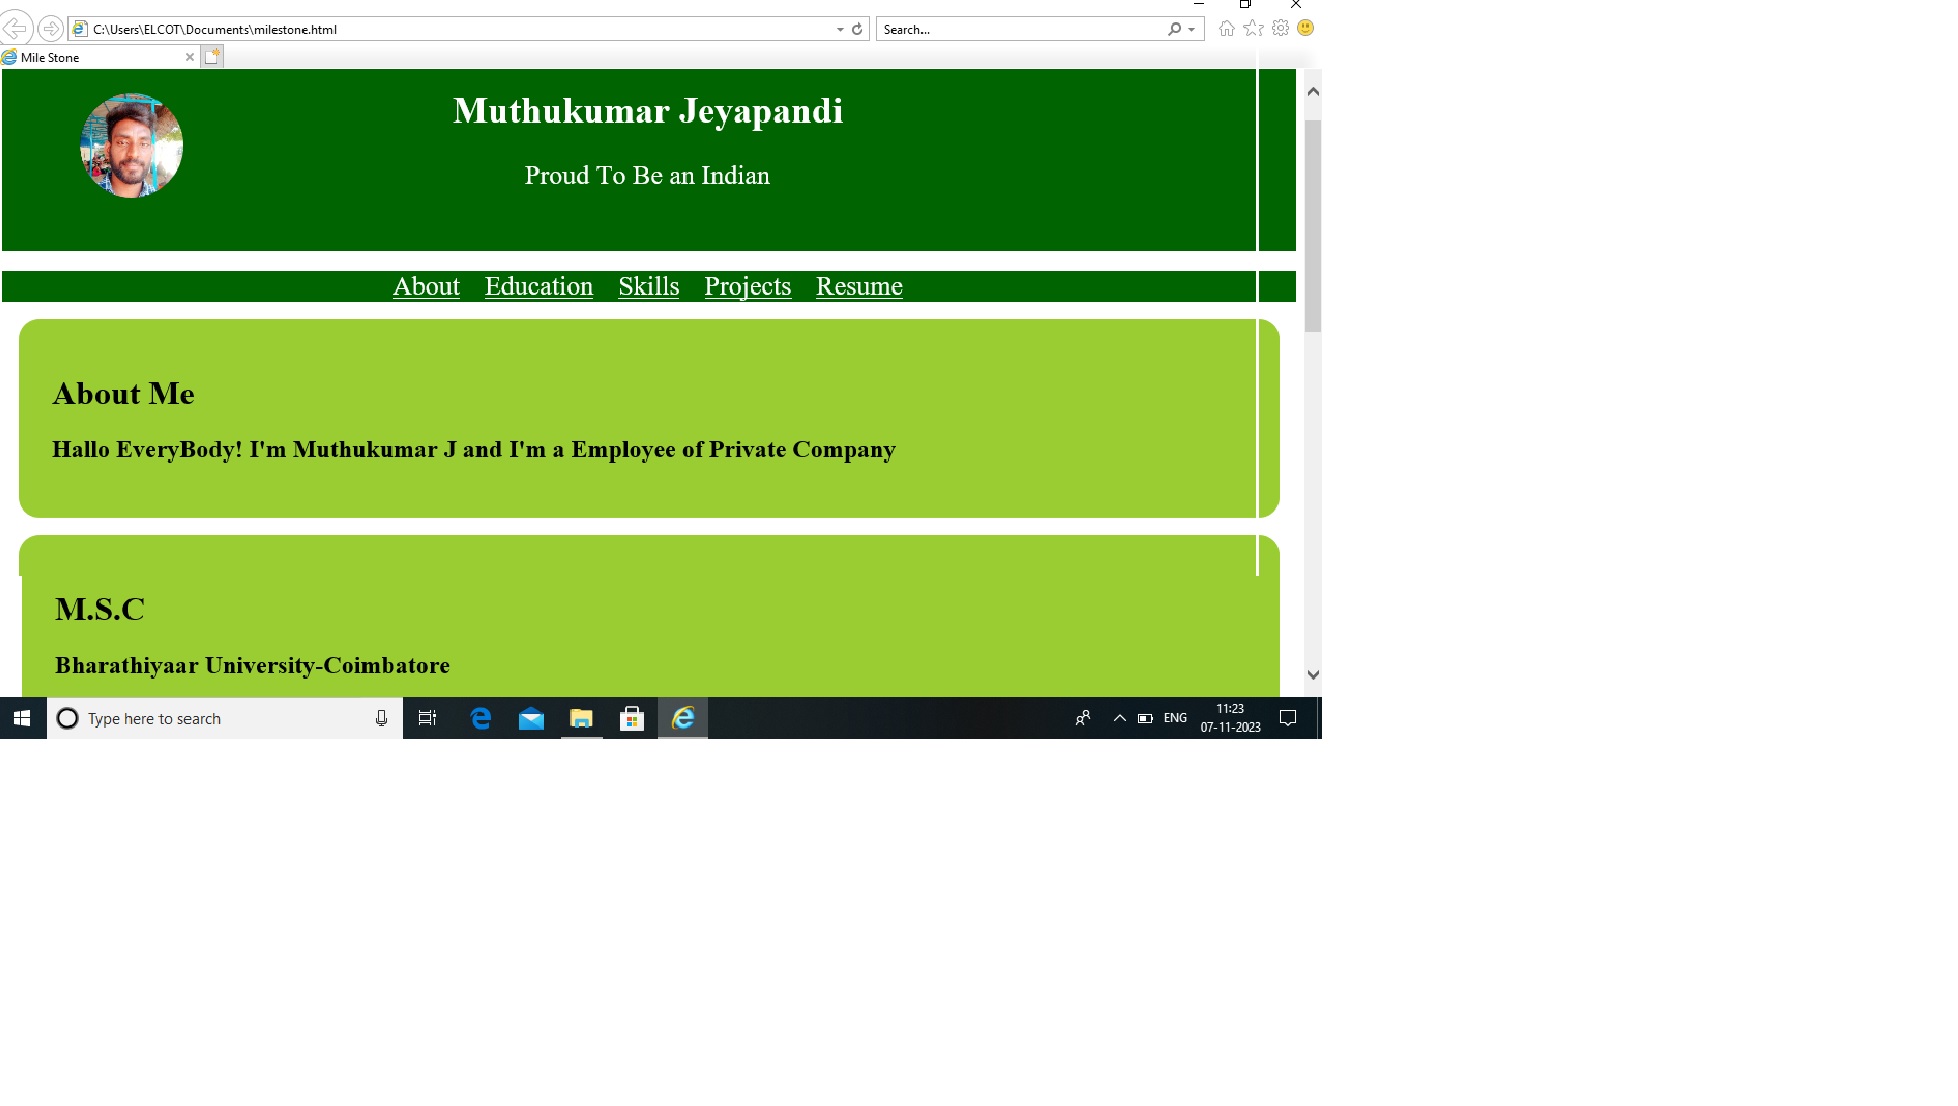 C:\Users\ELCOT\Documents\milestone.html
Search...
Mile Stone
Muthukumar Jeyapandi
Proud To Be an Indian
About Education Skills Projects Resume
About Me
Hallo EveryBody! I'm Muthukumar J and I'm a Employee of Private Company
M.S.C
Bharathiyaar University-Coimbatore
Type here to search
ENG
11:23
07-11-2023